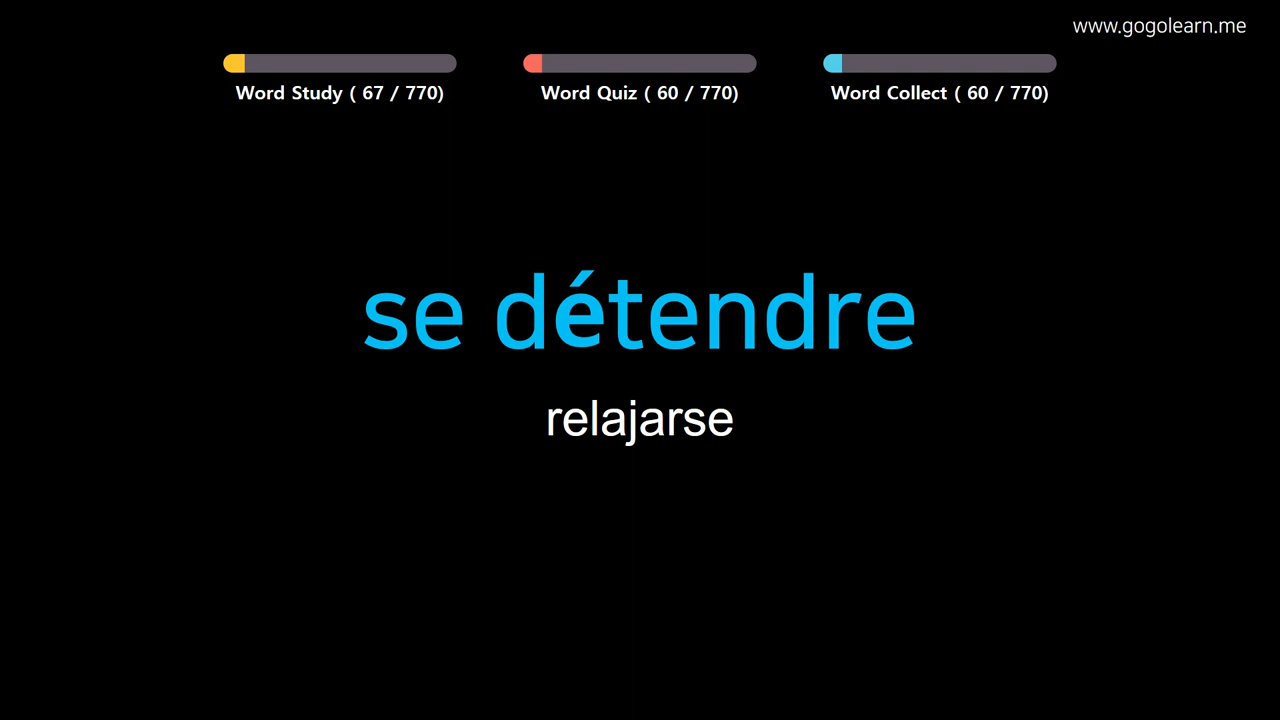 www.gogolearn.me
Word Study ( 67 / 770)
Word Quiz ( 60 / 770)
Word Collect ( 60 / 770)
se détendre
relajarse